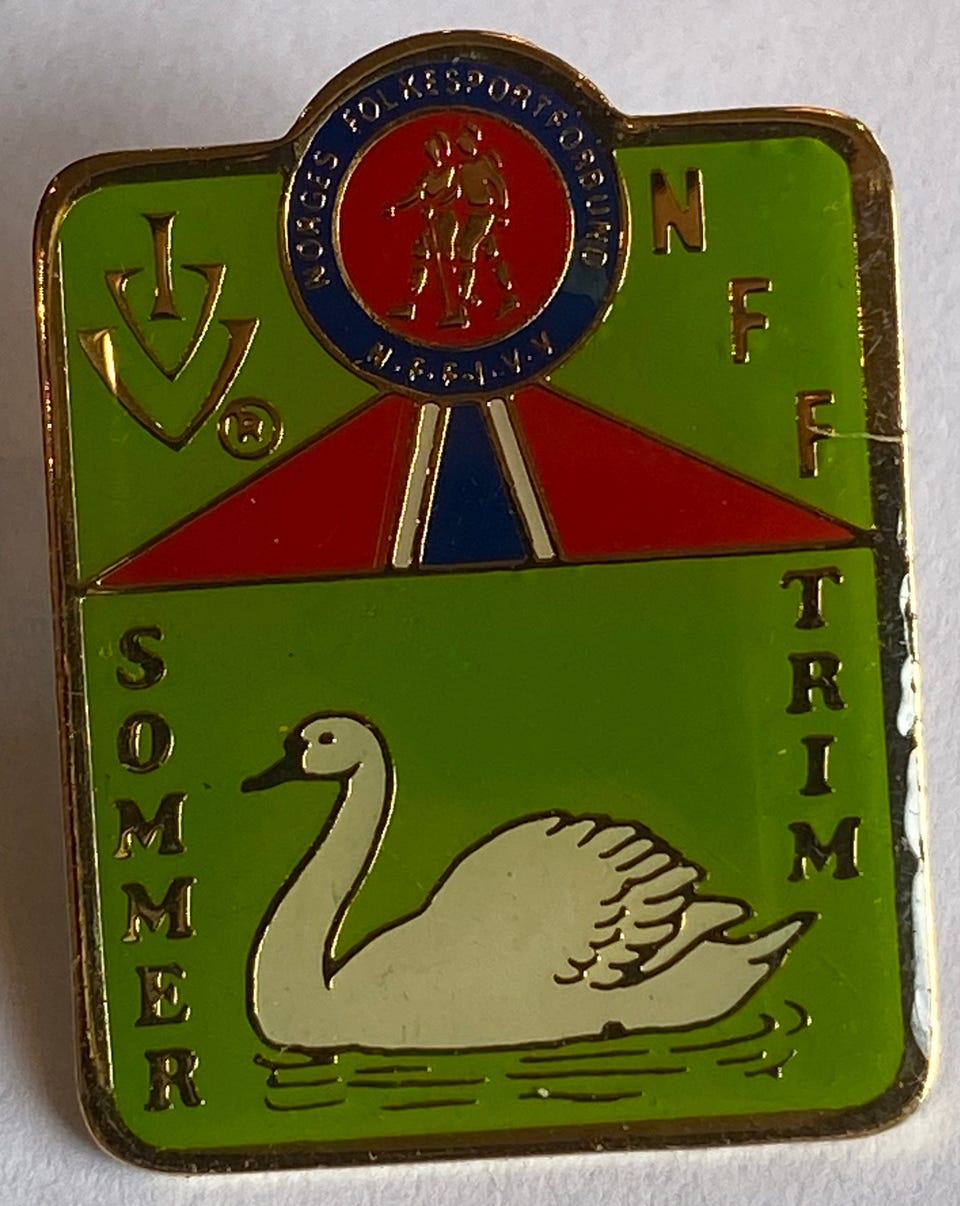 NORGES FOLKESPORTFORBUND
N.F.F-I.V.V
IVV®
NFF
SOMMER
TRIM